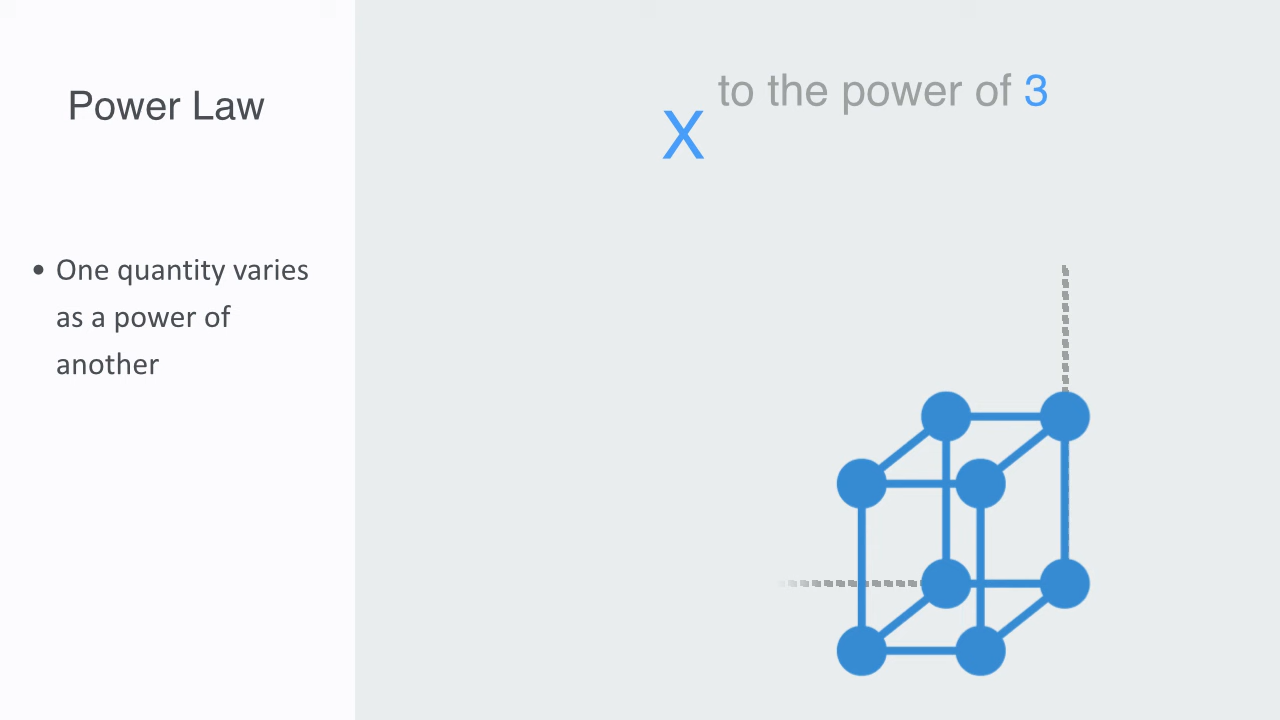 Power Law
• One quantity varies
as a power of
another
to the power of 3
X